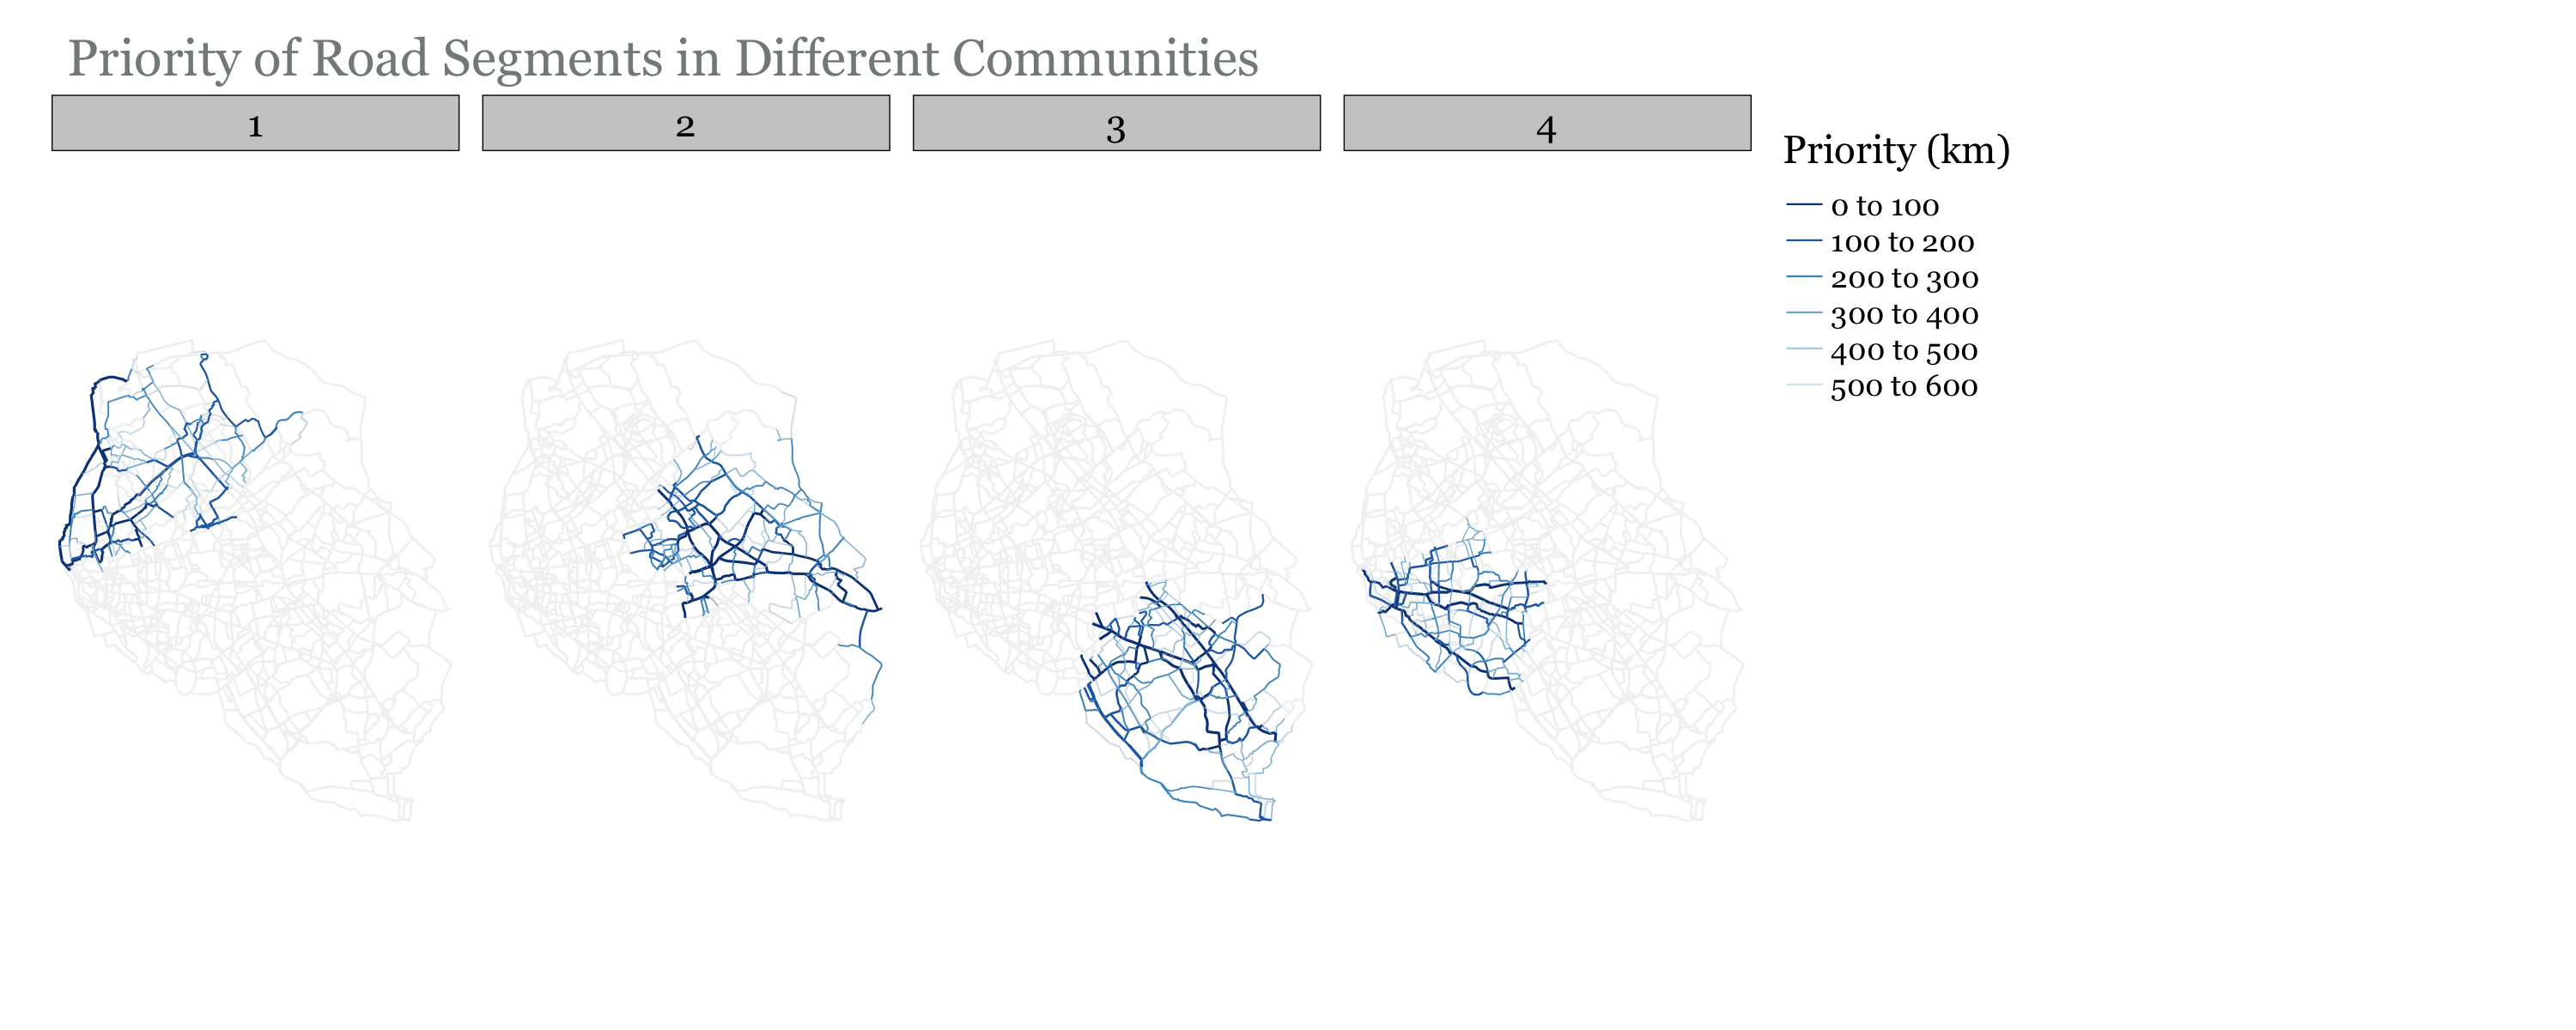 Priority of Road Segments in Different Communities
1
2
3
4
Priority (km)
0 to 100
100 to 200
200 to 300
300 to 400
400 to 500
500 to 600